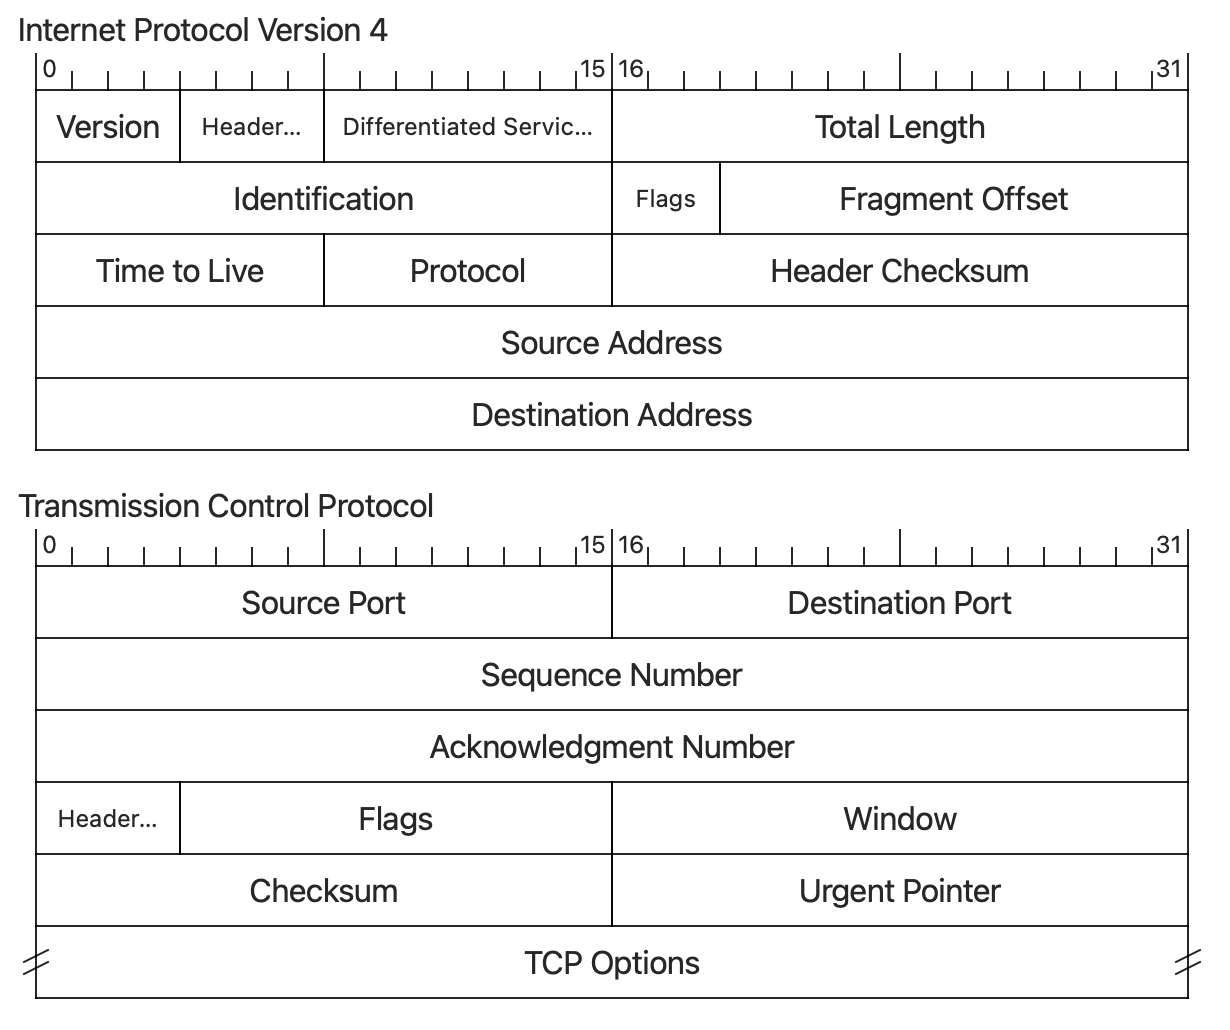 Internet Protocol Version 4
0 15 16 31
Version Header... Differentiated Servic... Total Length
Identification Flags Fragment Offset
Time to Live Protocol Header Checksum
Source Address
Destination Address
Transmission Control Protocol
0 15 16 31
Source Port Destination Port
Sequence Number
Acknowledgment Number
Header... Flags Window
Checksum Urgent Pointer
TCP Options